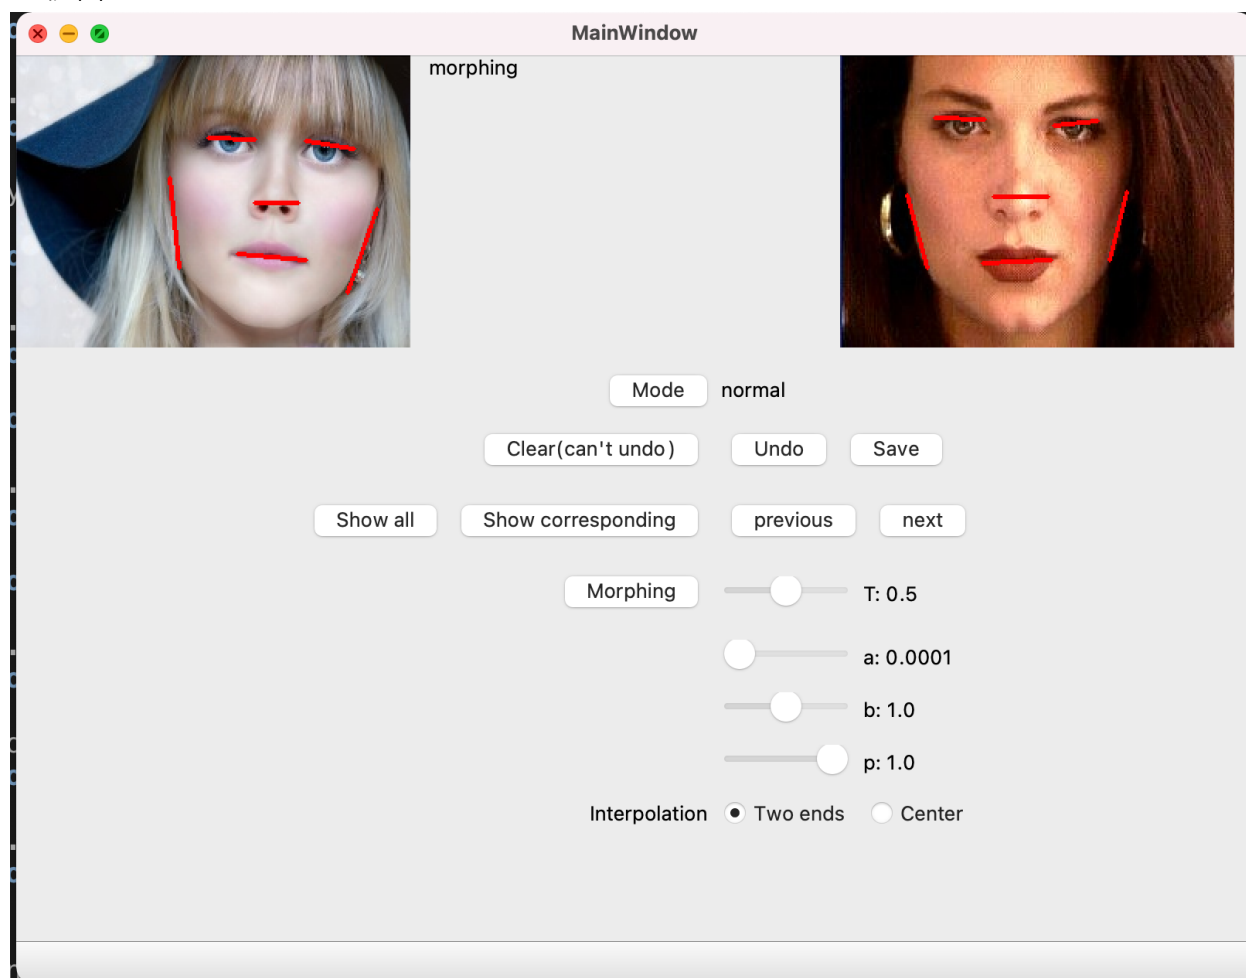 MainWindow
morphing
Mode normal
Clear(can't undo) Undo Save
Show all Show corresponding previous next
Morphing T: 0.5
a: 0.0001
b: 1.0
p: 1.0
Interpolation Two ends Center